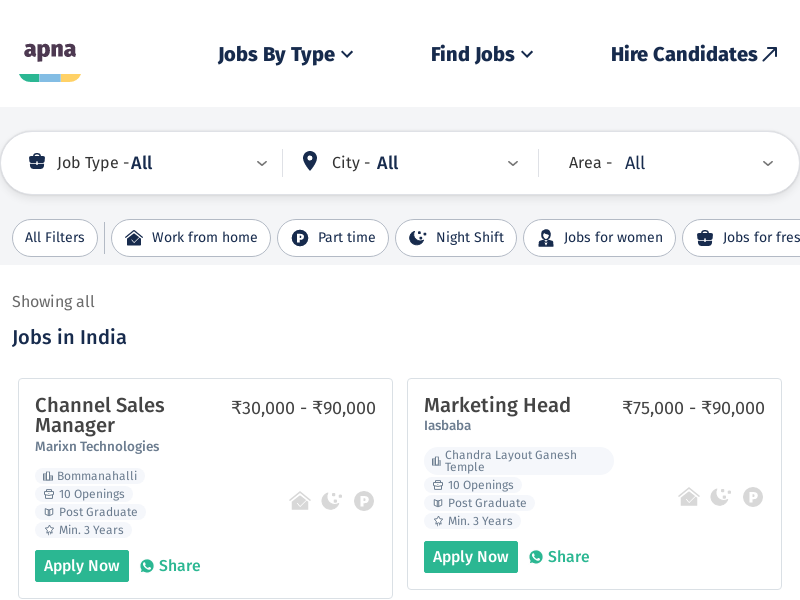 apna
Jobs By Type
Find Jobs
Hire Candidates
Job Type - All
City - All
Area - All
All Filters
Work from home
Part time
Night Shift
Jobs for women
Jobs for fres
Showing all
Jobs in India
Channel Sales
Manager
₹30,000 - ₹90,000
Marixn Technologies
Bommanahalli
10 Openings
Post Graduate
Min. 3 Years
Apply Now
Share
Marketing Head
₹75,000 - ₹90,000
Iasbaba
Chandra Layout Ganesh
Temple
10 Openings
Post Graduate
Min. 3 Years
Apply Now
Share